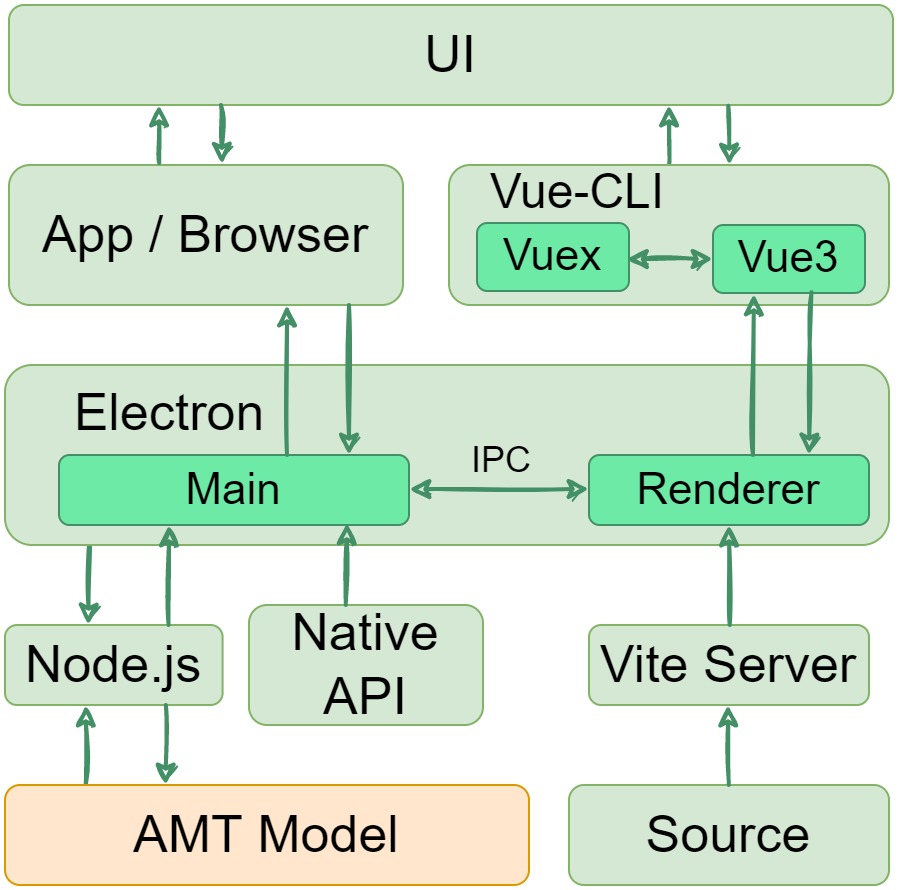 UI
App / Browser
Vue-CLI
Vuex
Vue3
Electron
Main
IPC
Renderer
Node.js
Native
API
Vite Server
AMT Model
Source